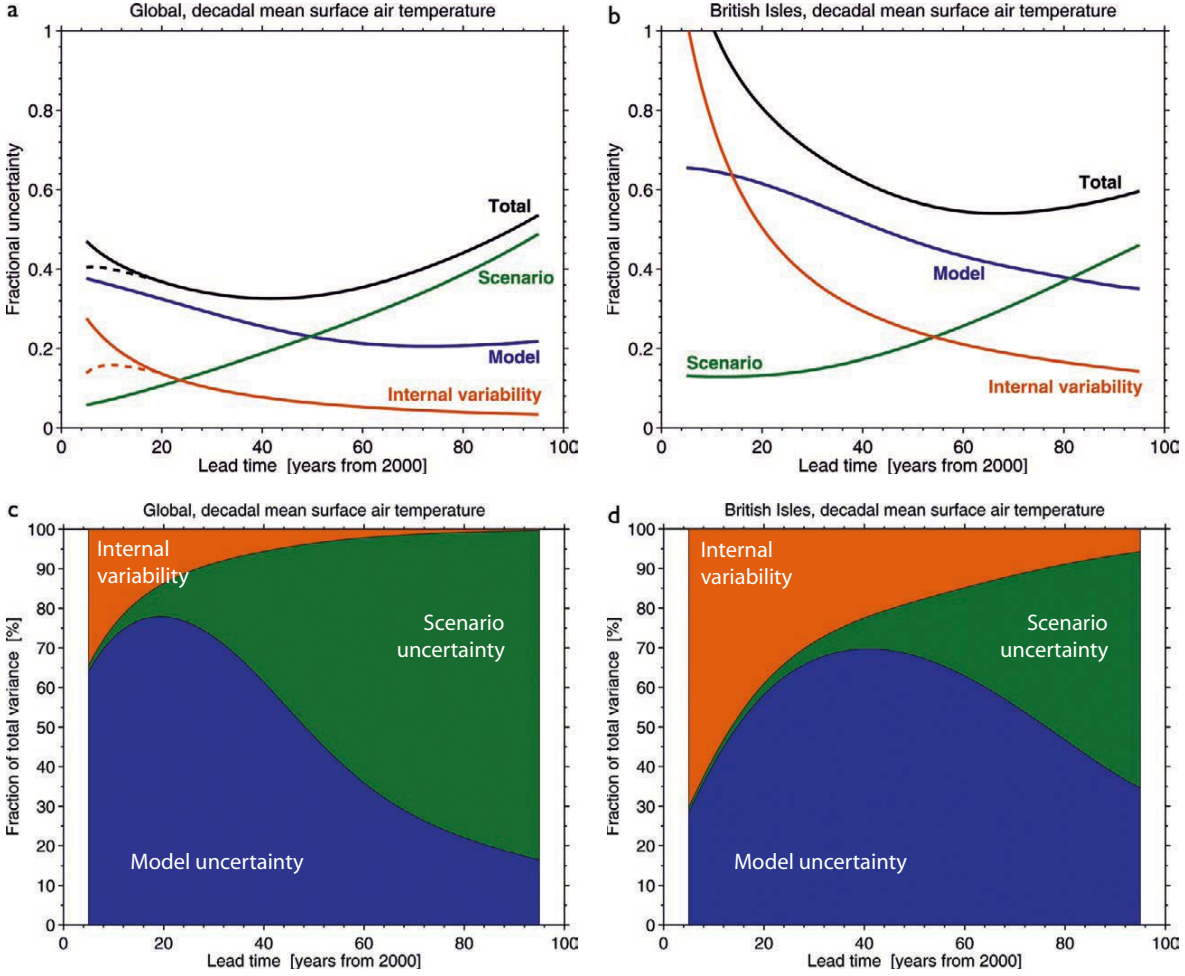 a
Global, decadal mean surface air temperature
1
0.8
0.6
0.4
0.2
0
Fractional uncertainty
Total
Scenario
Model
Internal variability
0 20 40 60 80 100
Lead time [years from 2000]
b
British Isles, decadal mean surface air temperature
1
0.8
0.6
0.4
0.2
0
Fractional uncertainty
Total
Model
Scenario
Internal variability
0 20 40 60 80 100
Lead time [years from 2000]
c
Global, decadal mean surface air temperature
100
90
80
70
60
50
40
30
20
10
0
Fraction of total variance [%]
Internal
variability
Scenario
uncertainty
Model uncertainty
0 20 40 60 80 100
Lead time [years from 2000]
d
British Isles, decadal mean surface air temperature
100
90
80
70
60
50
40
30
20
10
0
Fraction of total variance [%]
Internal
variability
Scenario
uncertainty
Model uncertainty
0 20 40 60 80 100
Lead time [years from 2000]